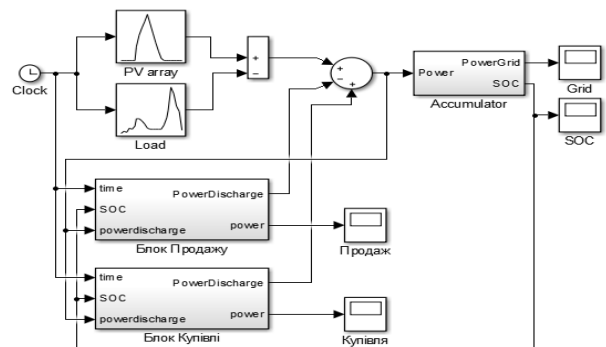 Clock
PV array
Load
+
−
+
−
+
Power
PowerGrid
SOC
Accumulator
Grid
SOC
time
SOC
powerdischarge
PowerDischarge
power
Блок Продажу
Продаж
time
SOC
powerdischarge
PowerDischarge
power
Блок Купівлі
Купівля